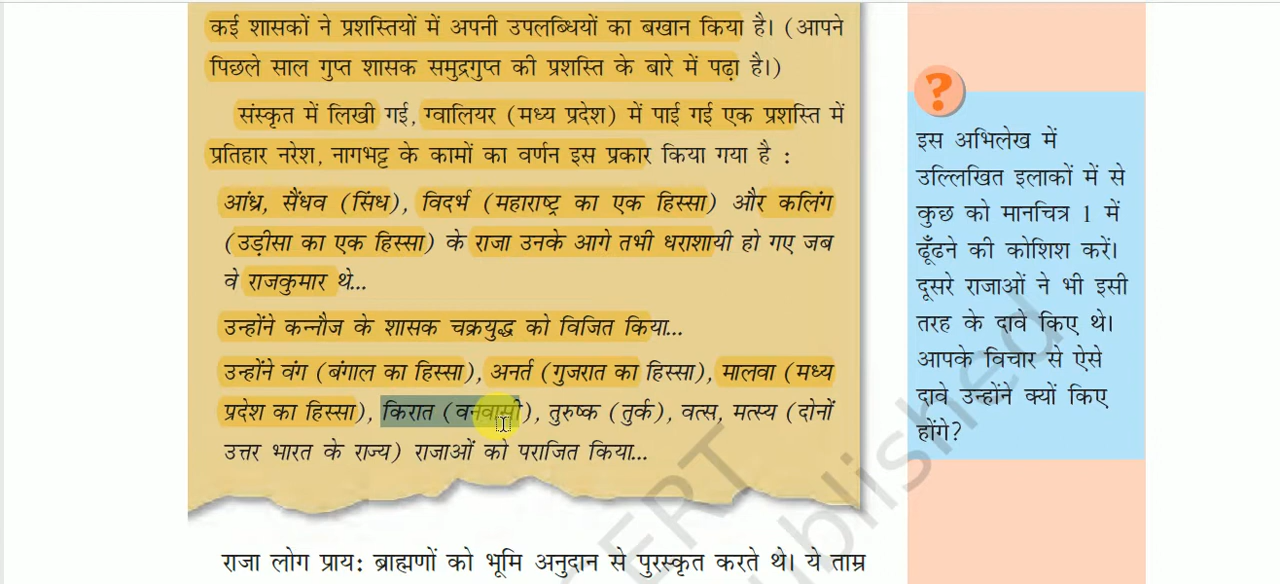 कई शासकों ने प्रशस्तियों में अपनी उपलब्धियों का बखान किया है। (आपने
पिछले साल गुप्त शासक समुद्रगुप्त की प्रशस्ति के बारे में पढ़ा है।)
संस्कृत में लिखी गई, ग्वालियर (मध्य प्रदेश) में पाई गई एक प्रशस्ति में
प्रतिहार नरेश, नागभट्ट के कामों का वर्णन इस प्रकार किया गया है :
आंध्र, सैंधव (सिंध), विदर्भ (महाराष्ट्र का एक हिस्सा) और कलिंग
(उड़ीसा का एक हिस्सा) के राजा उनके आगे तभी धराशायी हो गए जब
वे राजकुमार थे...
उन्होंने कन्नौज के शासक चक्रयुद्ध को विजित किया...
उन्होंने वंग (बंगाल का हिस्सा), अनर्त (गुजरात का हिस्सा), मालवा (मध्य
प्रदेश का हिस्सा), किरात (वनवासी), तुरुष्क (तुर्क), वत्स, मत्स्य (दोनों
उत्तर भारत के राज्य) राजाओं को पराजित किया...
राजा लोग प्राय: ब्राह्मणों को भूमि अनुदान से पुरस्कृत करते थे। ये ताम्र
?
इस अभिलेख में
उल्लिखित इलाकों में से
कुछ को मानचित्र 1 में
ढूँढने की कोशिश करें।
दूसरे राजाओं ने भी इसी
तरह के दावे किए थे।
आपके विचार से ऐसे
दावे उन्होंने क्यों किए
होंगे?